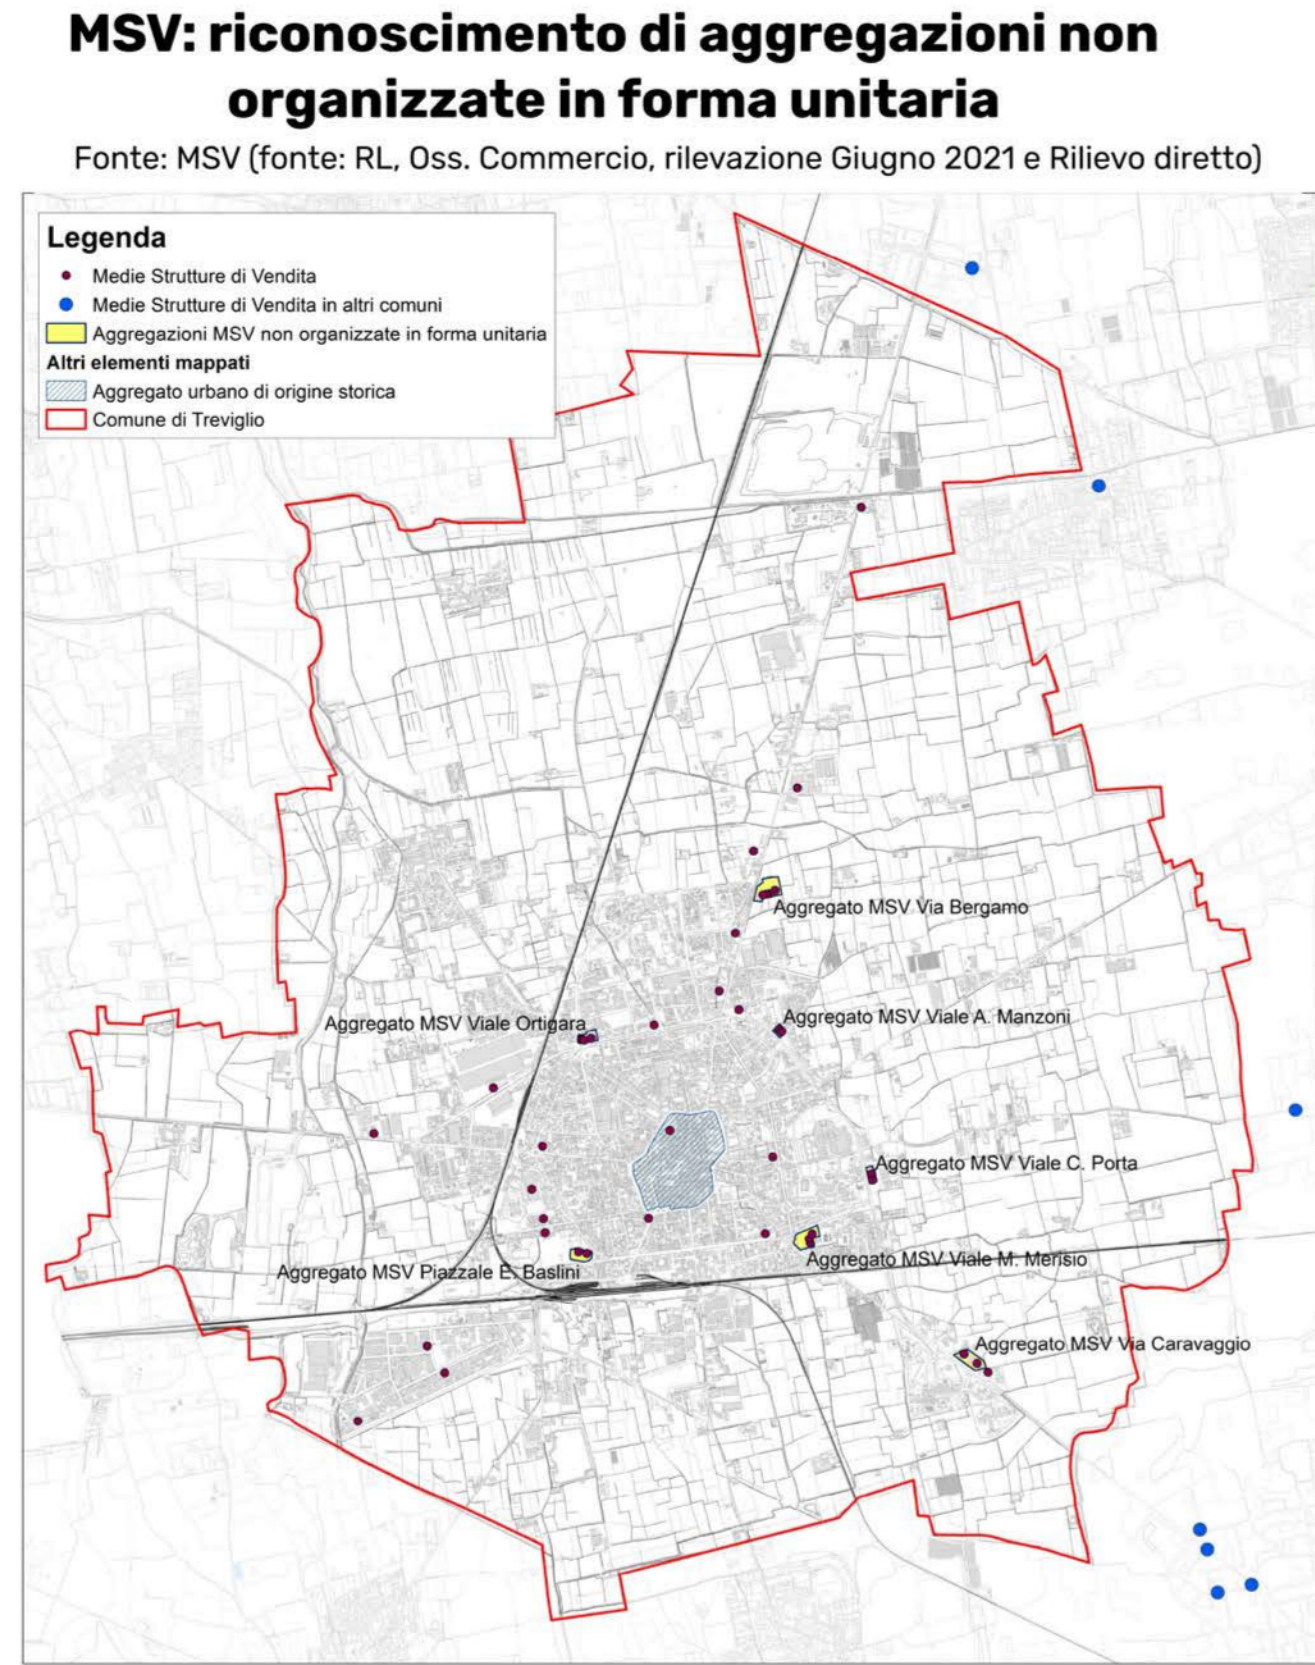 MSV: riconoscimento di aggregazioni non
organizzate in forma unitaria
Fonte: MSV (fonte: RL, Oss. Commercio, rilevazione Giugno 2021 e Rilievo diretto)
Legenda
Medie Strutture di Vendita
Medie Strutture di Vendita in altri comuni
Aggregazioni MSV non organizzate in forma unitaria
Altri elementi mappati
Aggregato urbano di origine storica
Comune di Treviglio
Aggregato MSV Via Bergamo
Aggregato MSV Viale Ortigara
Aggregato MSV Viale A. Manzoni
Aggregato MSV Viale C. Porta
Aggregato MSV Viale M. Merisio
Aggregato MSV Piazzale E. Baslini
Aggregato MSV Via Caravaggio